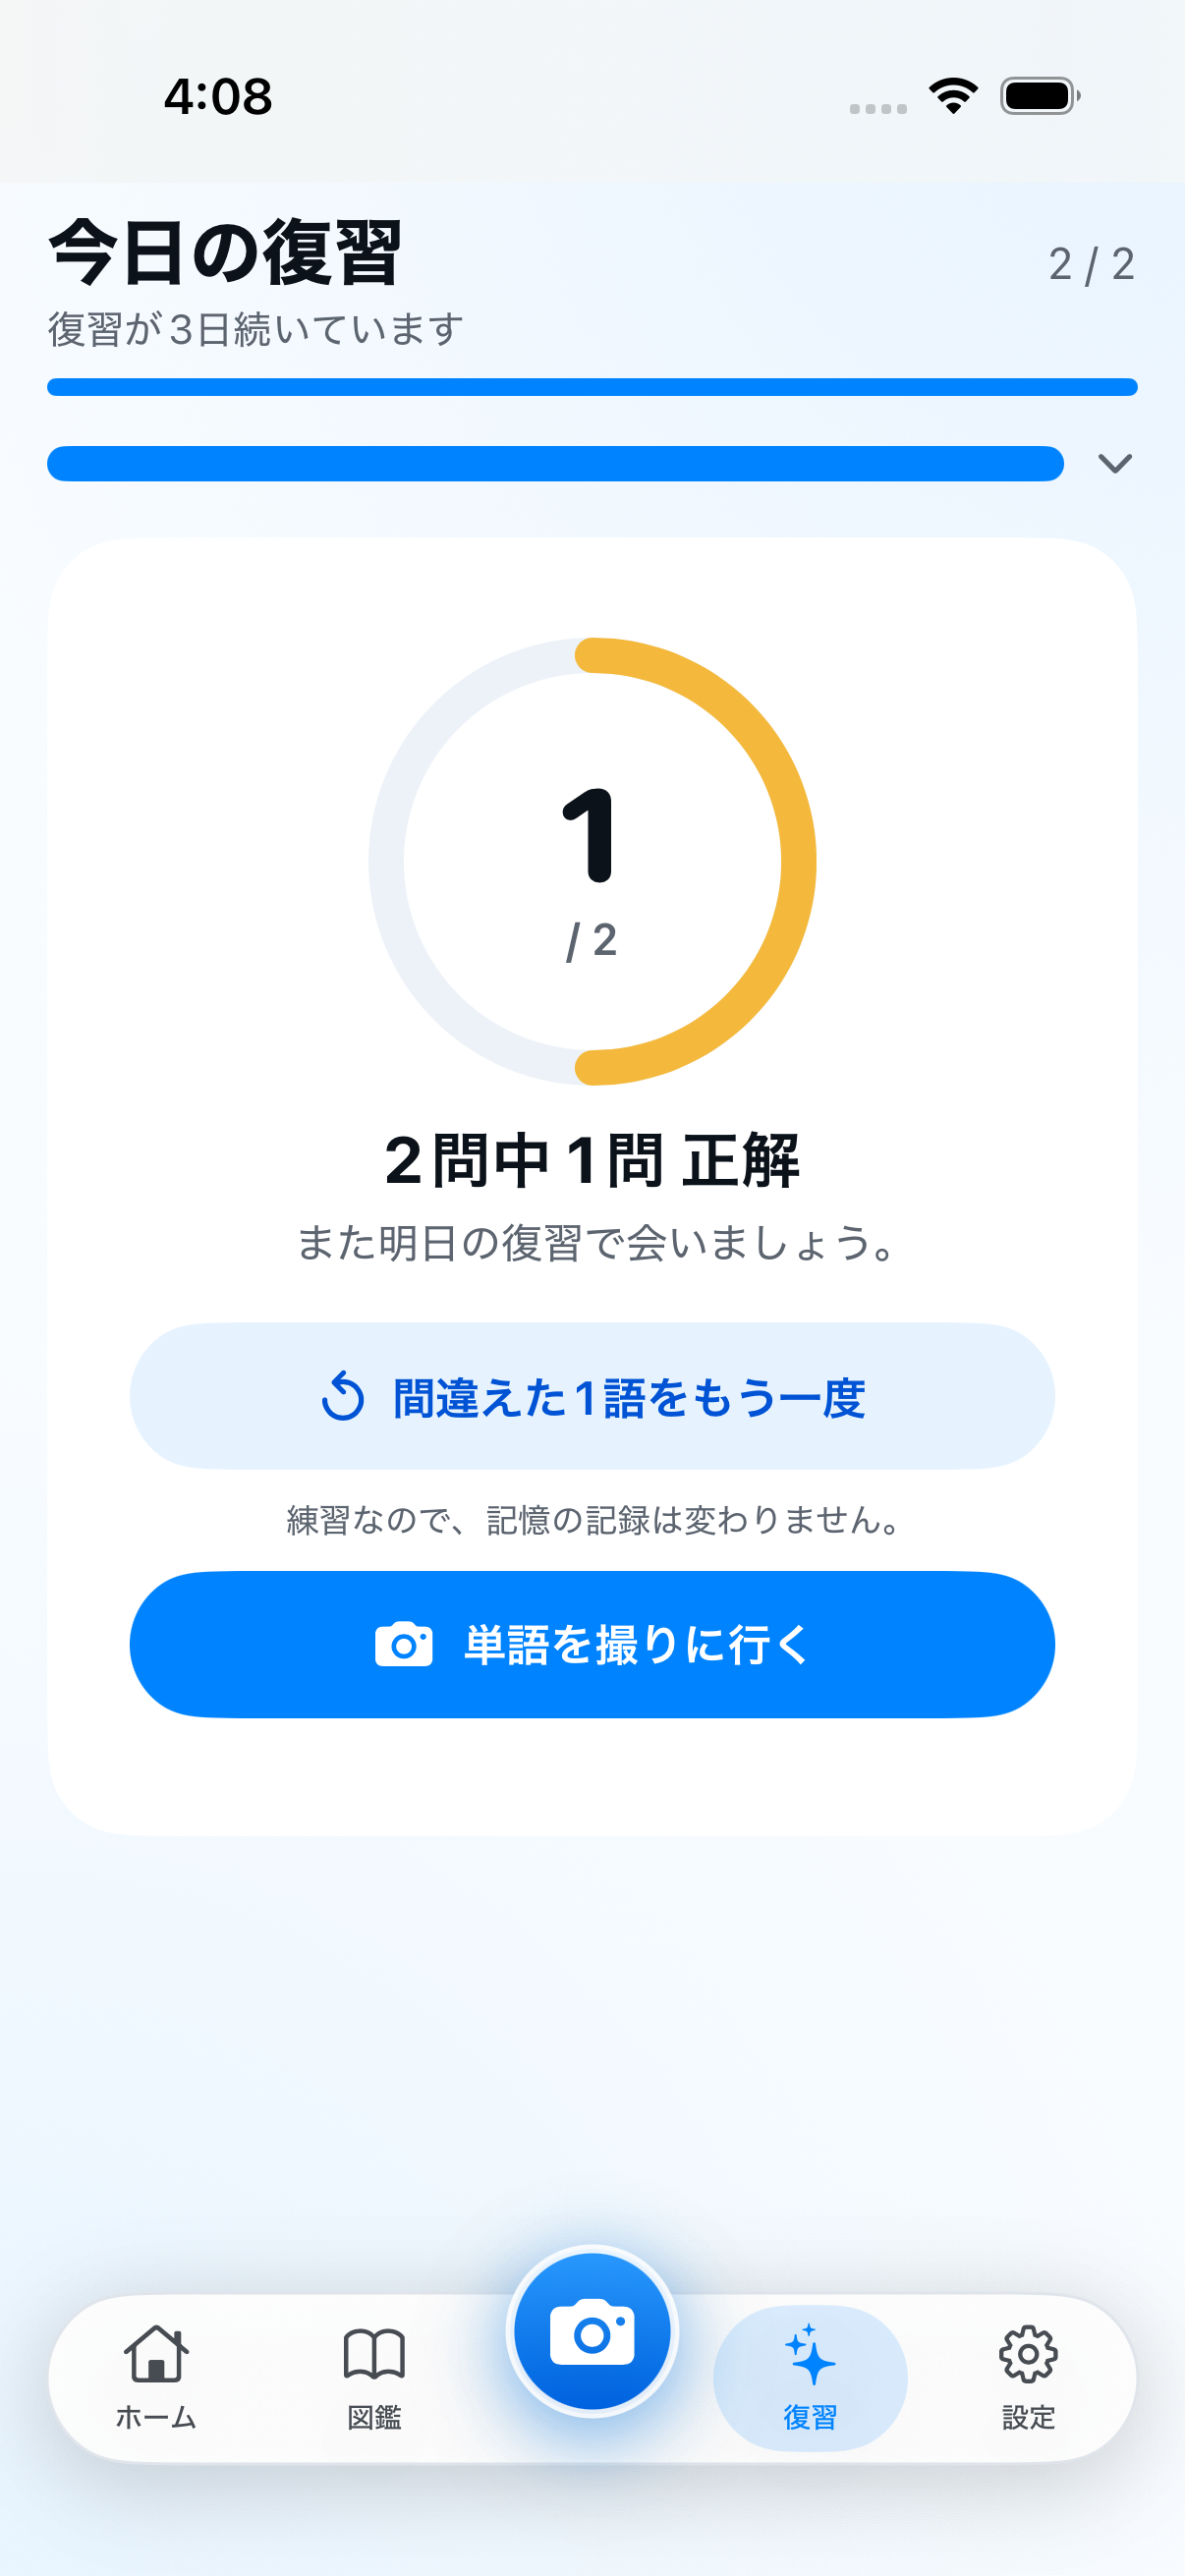 4:08
今日の復習
2 / 2
復習が3日続いています
1
/ 2
2問中 1問 正解
また明日の復習で会いましょう。
間違えた1語をもう一度
練習なので、記憶の記録は変わりません。
単語を撮りに行く
ホーム
図鑑
復習
設定